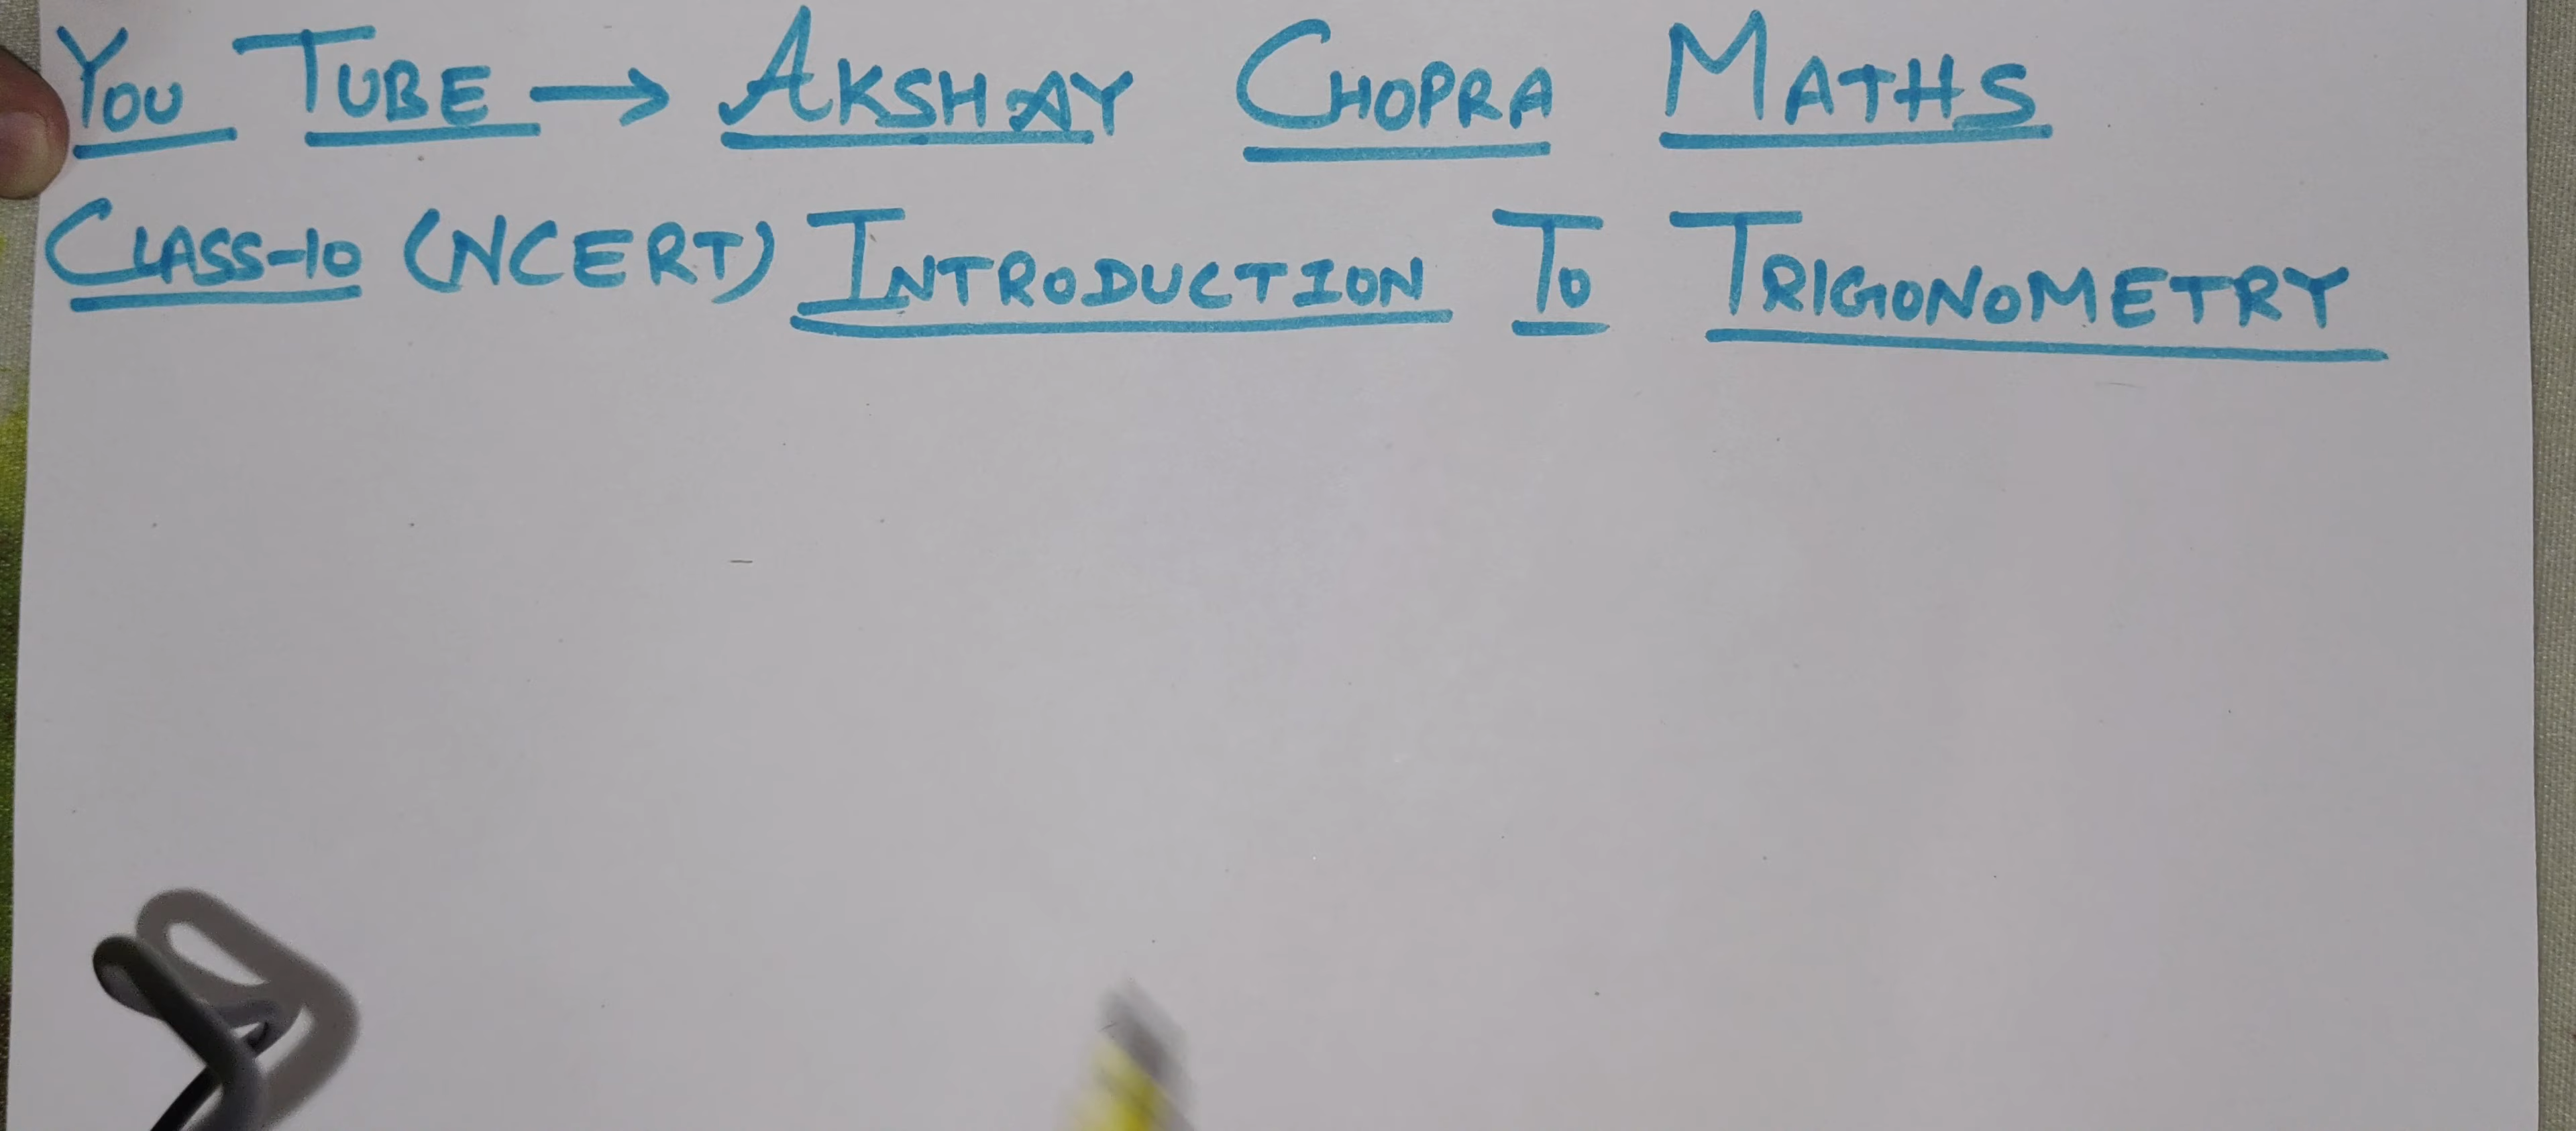 YOU TUBE → AKSHAY CHOPRA MATHS
CLASS-10 (NCERT) INTRODUCTION TO TRIGONOMETRY